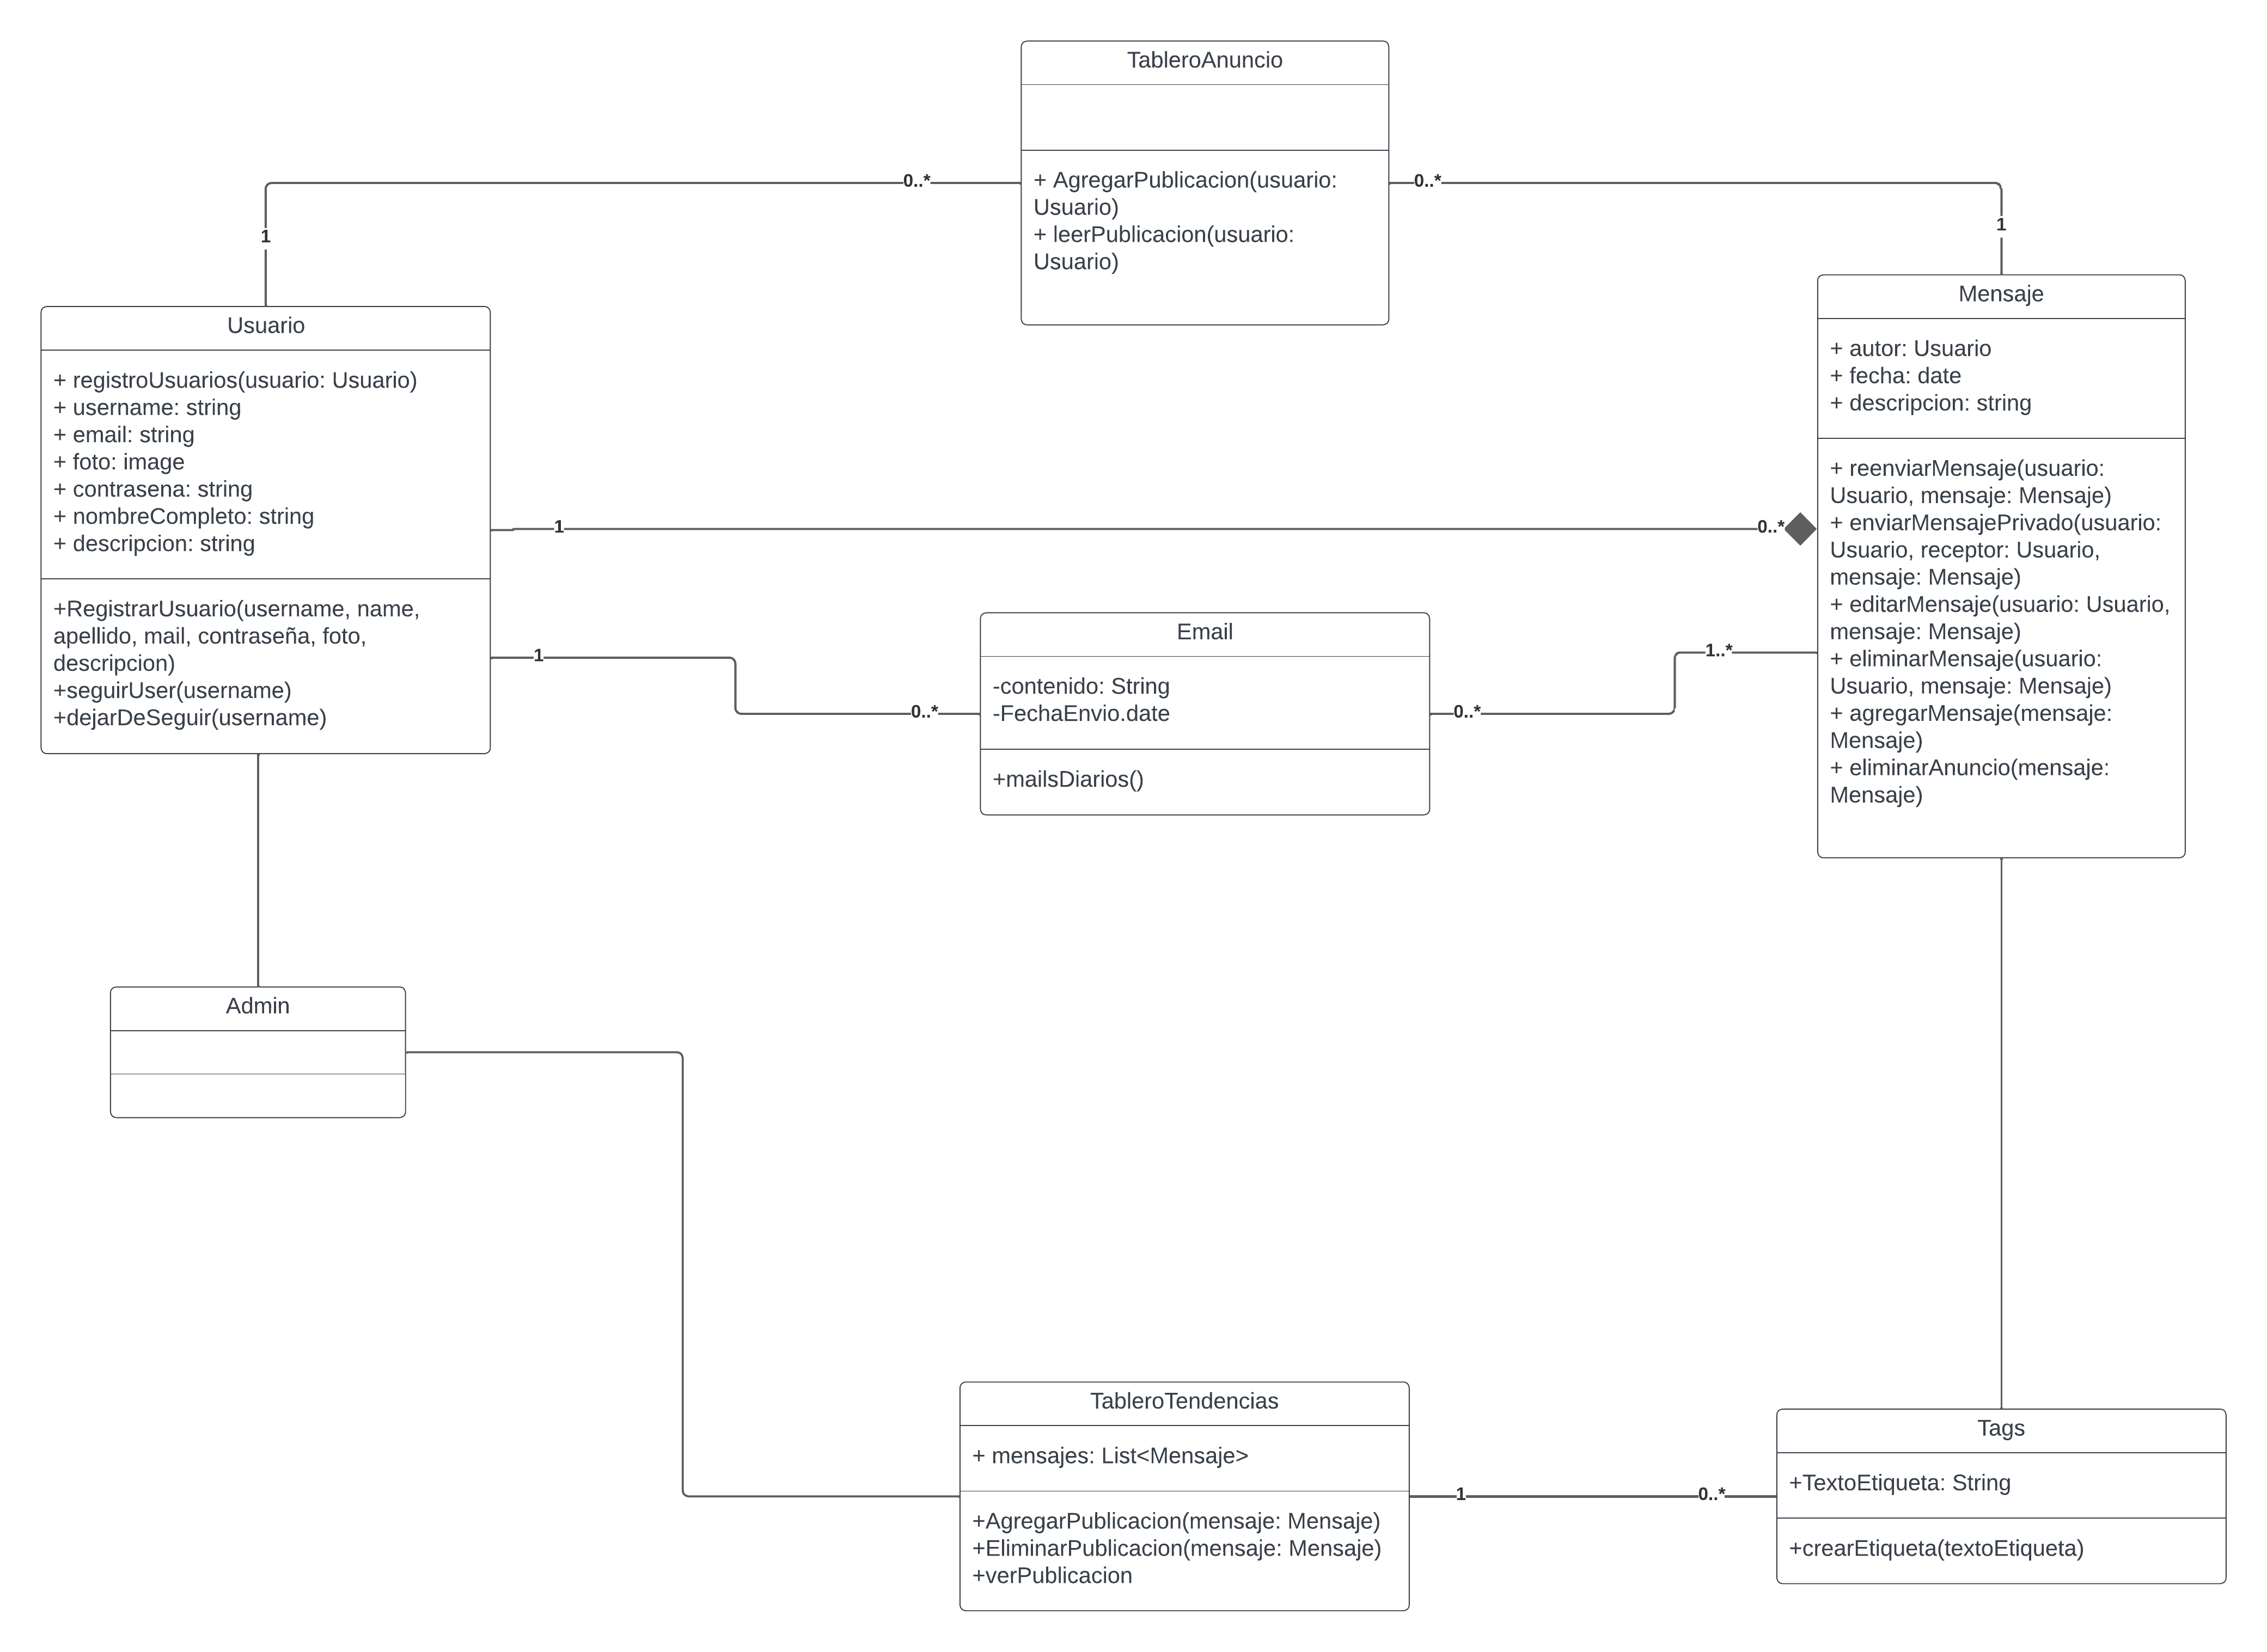 TableroAnuncio
+ AgregarPublicacion(usuario:
Usuario)
+ leerPublicacion(usuario:
Usuario)
0..*
0..*
1
1
Usuario
+ registroUsuarios(usuario: Usuario)
+ username: string
+ email: string
+ foto: image
+ contrasena: string
+ nombreCompleto: string
+ descripcion: string
+RegistrarUsuario(username, name,
apellido, mail, contraseña, foto,
descripcion)
+seguirUser(username)
+dejarDeSeguir(username)
Mensaje
+ autor: Usuario
+ fecha: date
+ descripcion: string
+ reenviarMensaje(usuario:
Usuario, mensaje: Mensaje)
+ enviarMensajePrivado(usuario:
Usuario, receptor: Usuario,
mensaje: Mensaje)
+ editarMensaje(usuario: Usuario,
mensaje: Mensaje)
+ eliminarMensaje(usuario:
Usuario, mensaje: Mensaje)
+ agregarMensaje(mensaje:
Mensaje)
+ eliminarAnuncio(mensaje:
Mensaje)
1
0..*
1
0..*
0..*
1..*
Email
-contenido: String
-FechaEnvio.date
+mailsDiarios()
Admin
TableroTendencias
+ mensajes: List<Mensaje>
+AgregarPublicacion(mensaje: Mensaje)
+EliminarPublicacion(mensaje: Mensaje)
+verPublicacion
1
0..*
Tags
+TextoEtiqueta: String
+crearEtiqueta(textoEtiqueta)